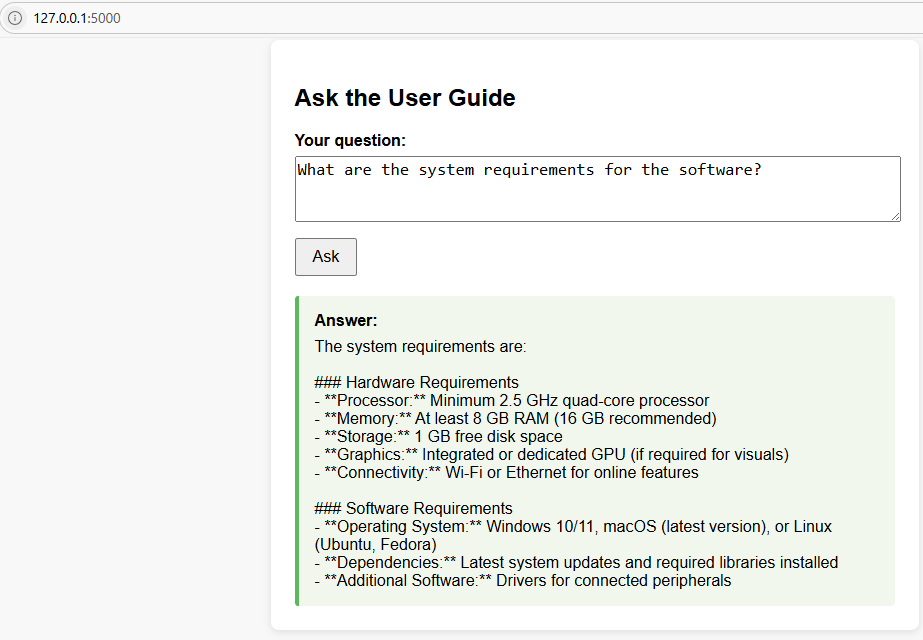 127.0.0.1:5000
Ask the User Guide
Your question:
What are the system requirements for the software?
Ask
Answer:
The system requirements are:
### Hardware Requirements
- **Processor:** Minimum 2.5 GHz quad-core processor
- **Memory:** At least 8 GB RAM (16 GB recommended)
- **Storage:** 1 GB free disk space
- **Graphics:** Integrated or dedicated GPU (if required for visuals)
- **Connectivity:** Wi-Fi or Ethernet for online features
### Software Requirements
- **Operating System:** Windows 10/11, macOS (latest version), or Linux
(Ubuntu, Fedora)
- **Dependencies:** Latest system updates and required libraries installed
- **Additional Software:** Drivers for connected peripherals